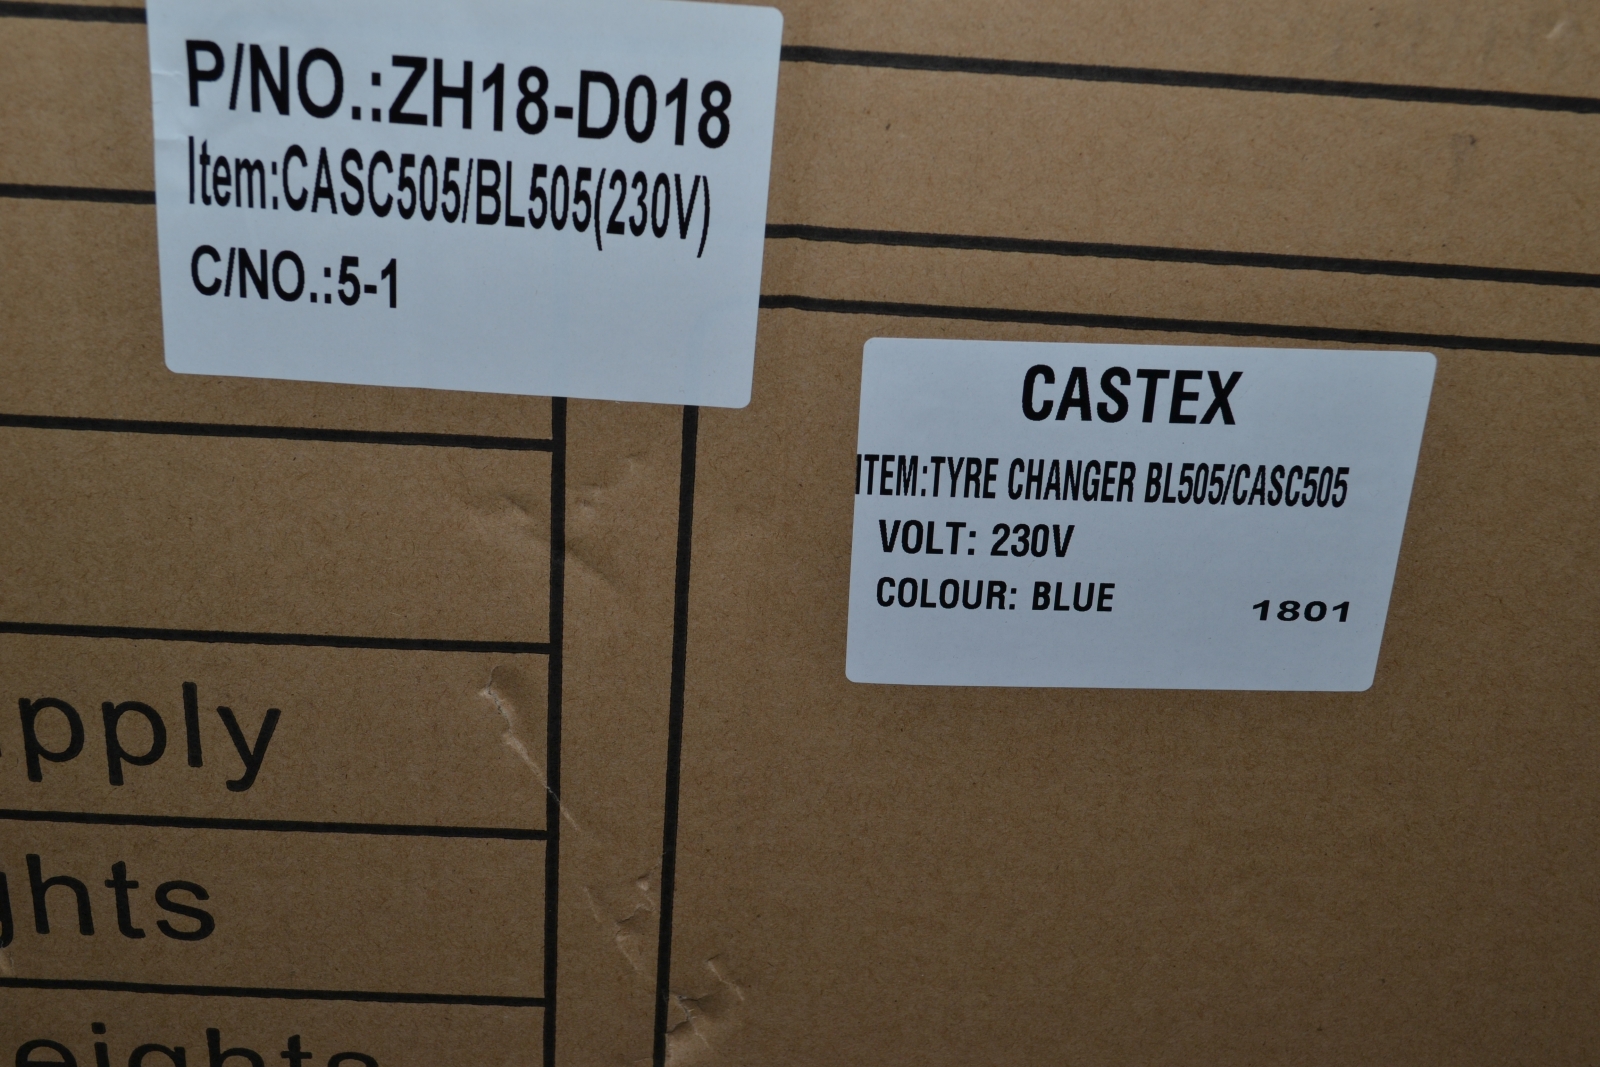 P/NO.:ZH18-D018
Item:CASC505/BL505(230V)
C/NO.:5-1
CASTEX
ITEM:TYRE CHANGER BL505/CASC505
VOLT: 230V
COLOUR: BLUE
1801
pply
ghts
eights